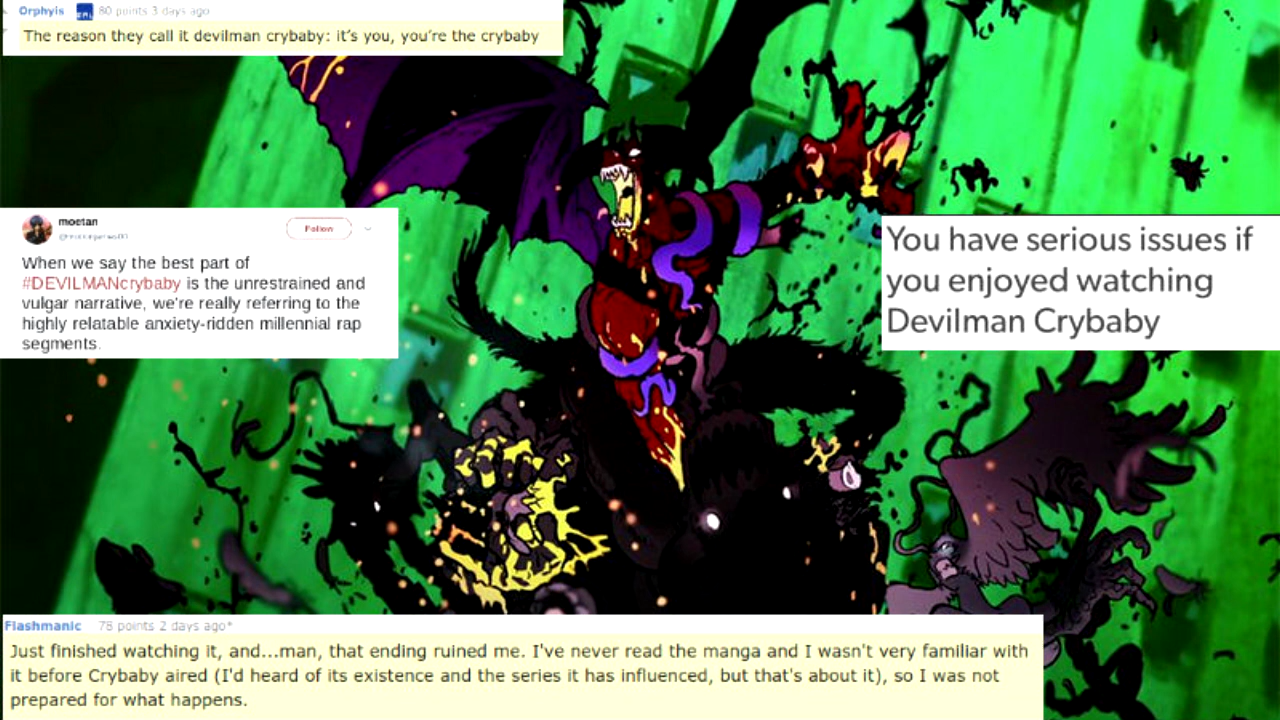 Orphyis 80 points 3 days ago
The reason they call it devilman crybaby: it's you, you're the crybaby
moetan
Follow
When we say the best part of
#DEVILMANcrybaby is the unrestrained and
vulgar narrative, we're really referring to the
highly relatable anxiety-ridden millennial rap
segments.
You have serious issues if
you enjoyed watching
Devilman Crybaby
Flashmanic 78 points 2 days ago*
Just finished watching it, and...man, that ending ruined me. I've never read the manga and I wasn't very familiar with
it before Crybaby aired (I'd heard of its existence and the series it has influenced, but that's about it), so I was not
prepared for what happens.